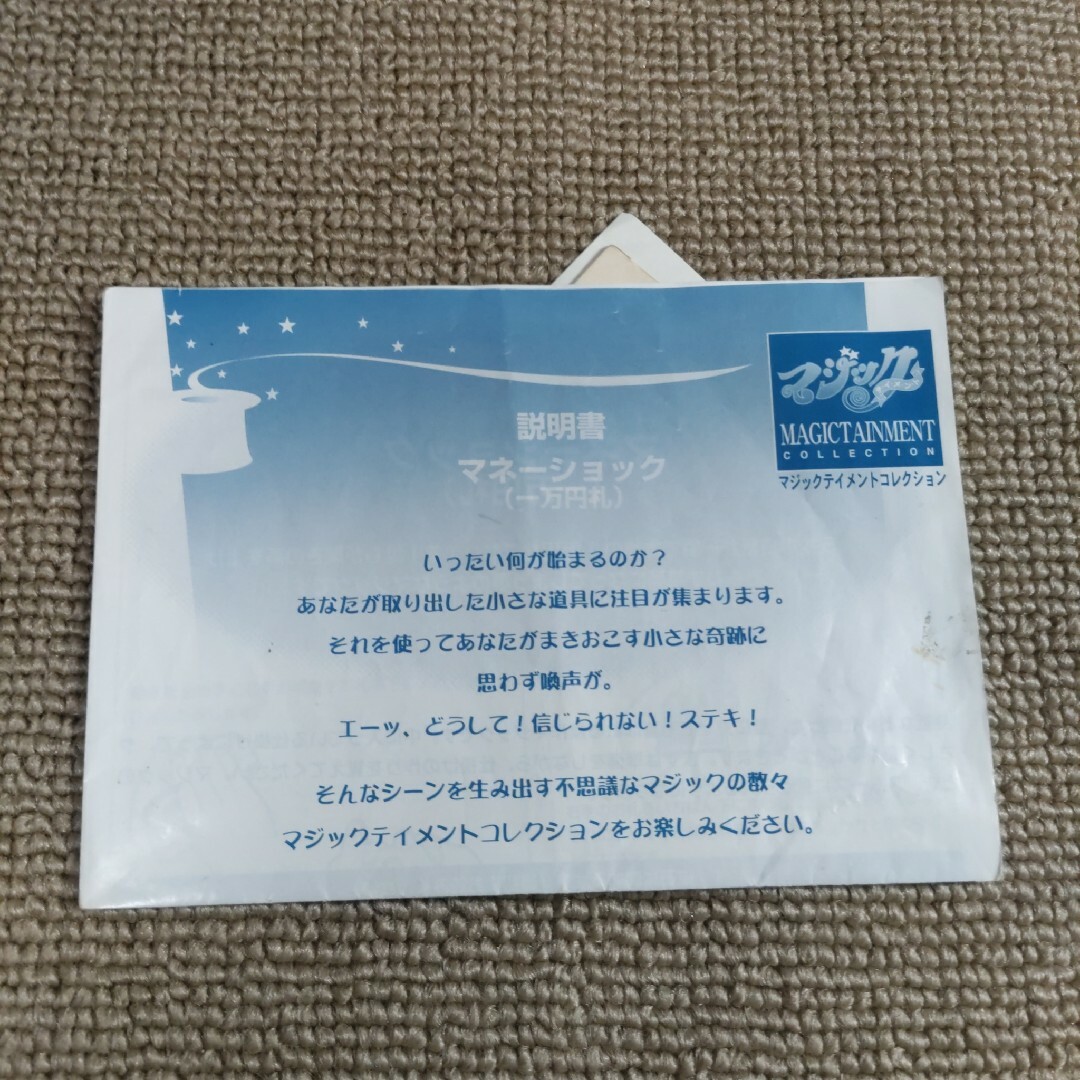 マジック
テイメント
MAGICTAINMENT
COLLECTION
マジックテイメントコレクション
説明書
マネーショック
(一万円札)
いったい何が始まるのか?
あなたが取り出した小さな道具に注目が集まります。
それを使ってあなたがまきおこす小さな奇跡に
思わず喚声が。
エーッ、どうして!信じられない!ステキ!
そんなシーンを生み出す不思議なマジックの数々
マジックテイメントコレクションをお楽しみください。